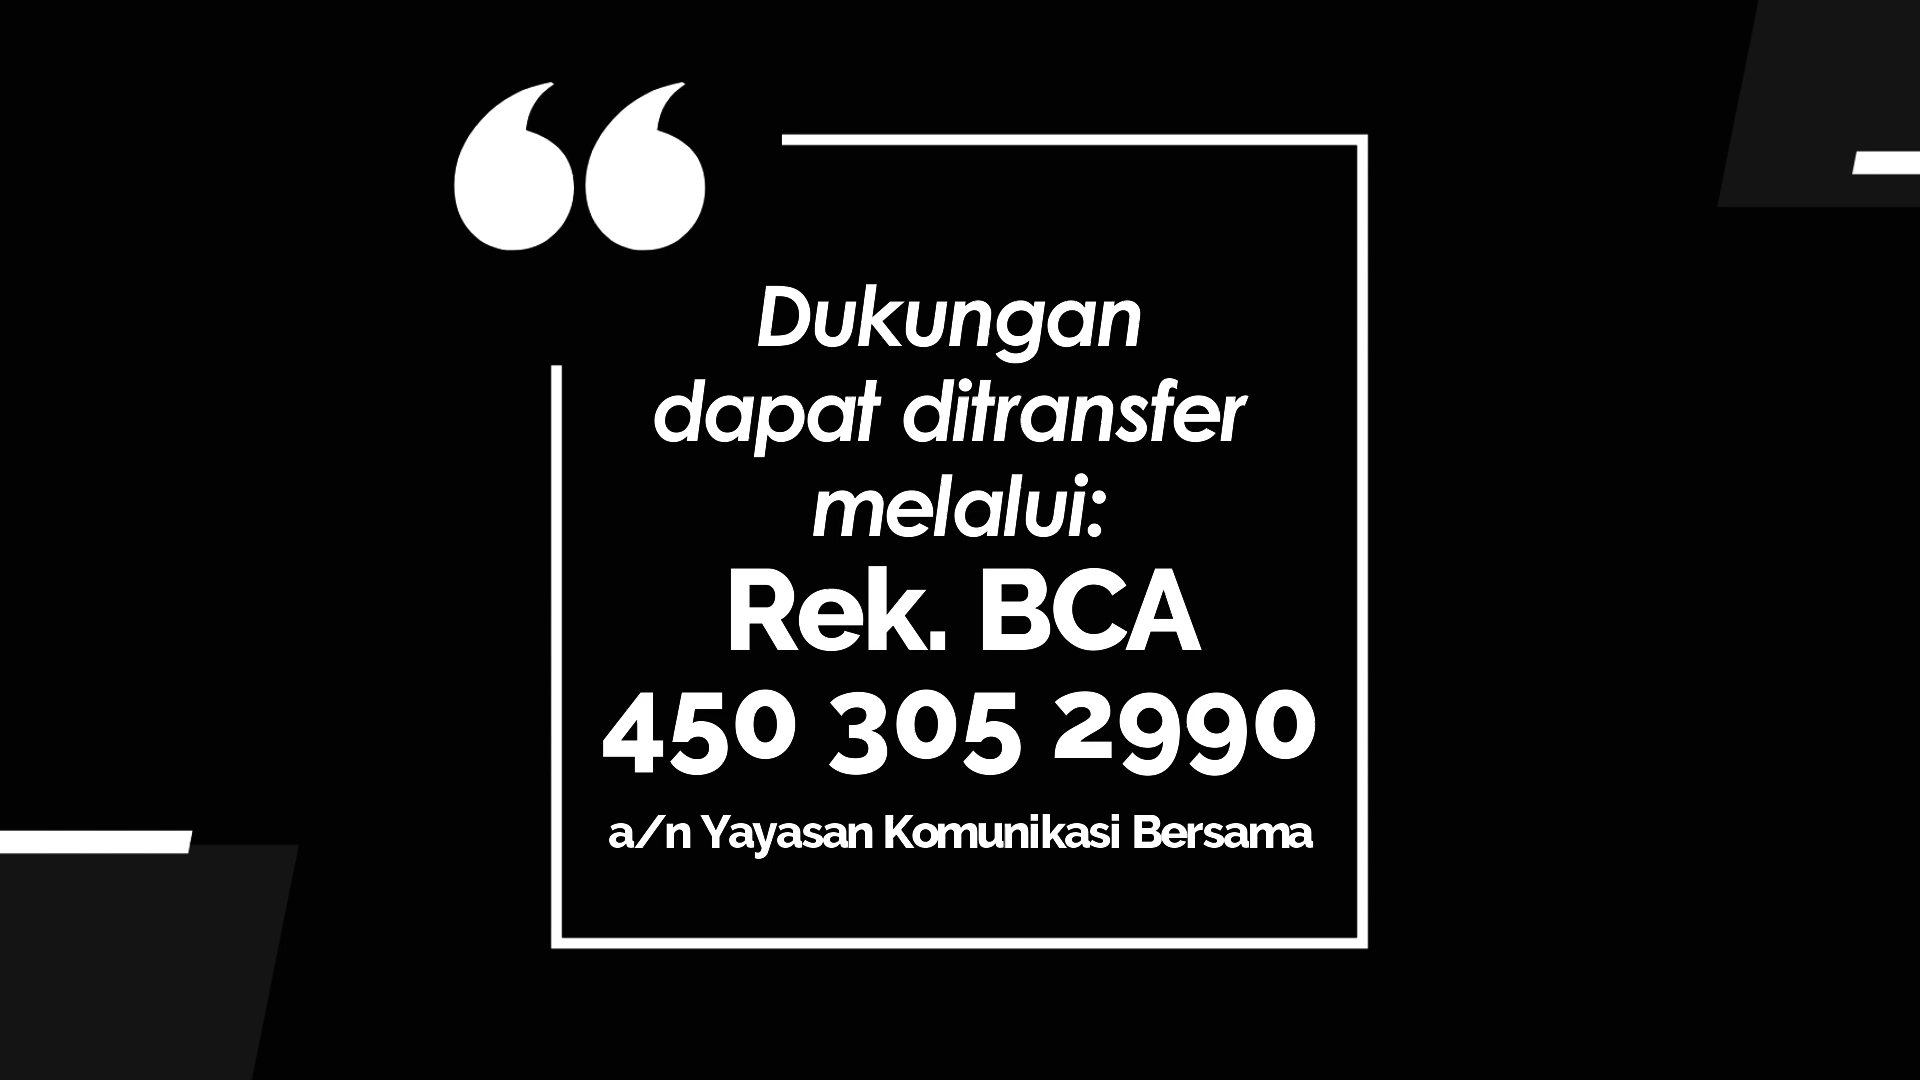 Dukungan
dapat ditransfer
melalui:
Rek. BCA
450 305 2990
a/n Yayasan Komunikasi Bersama